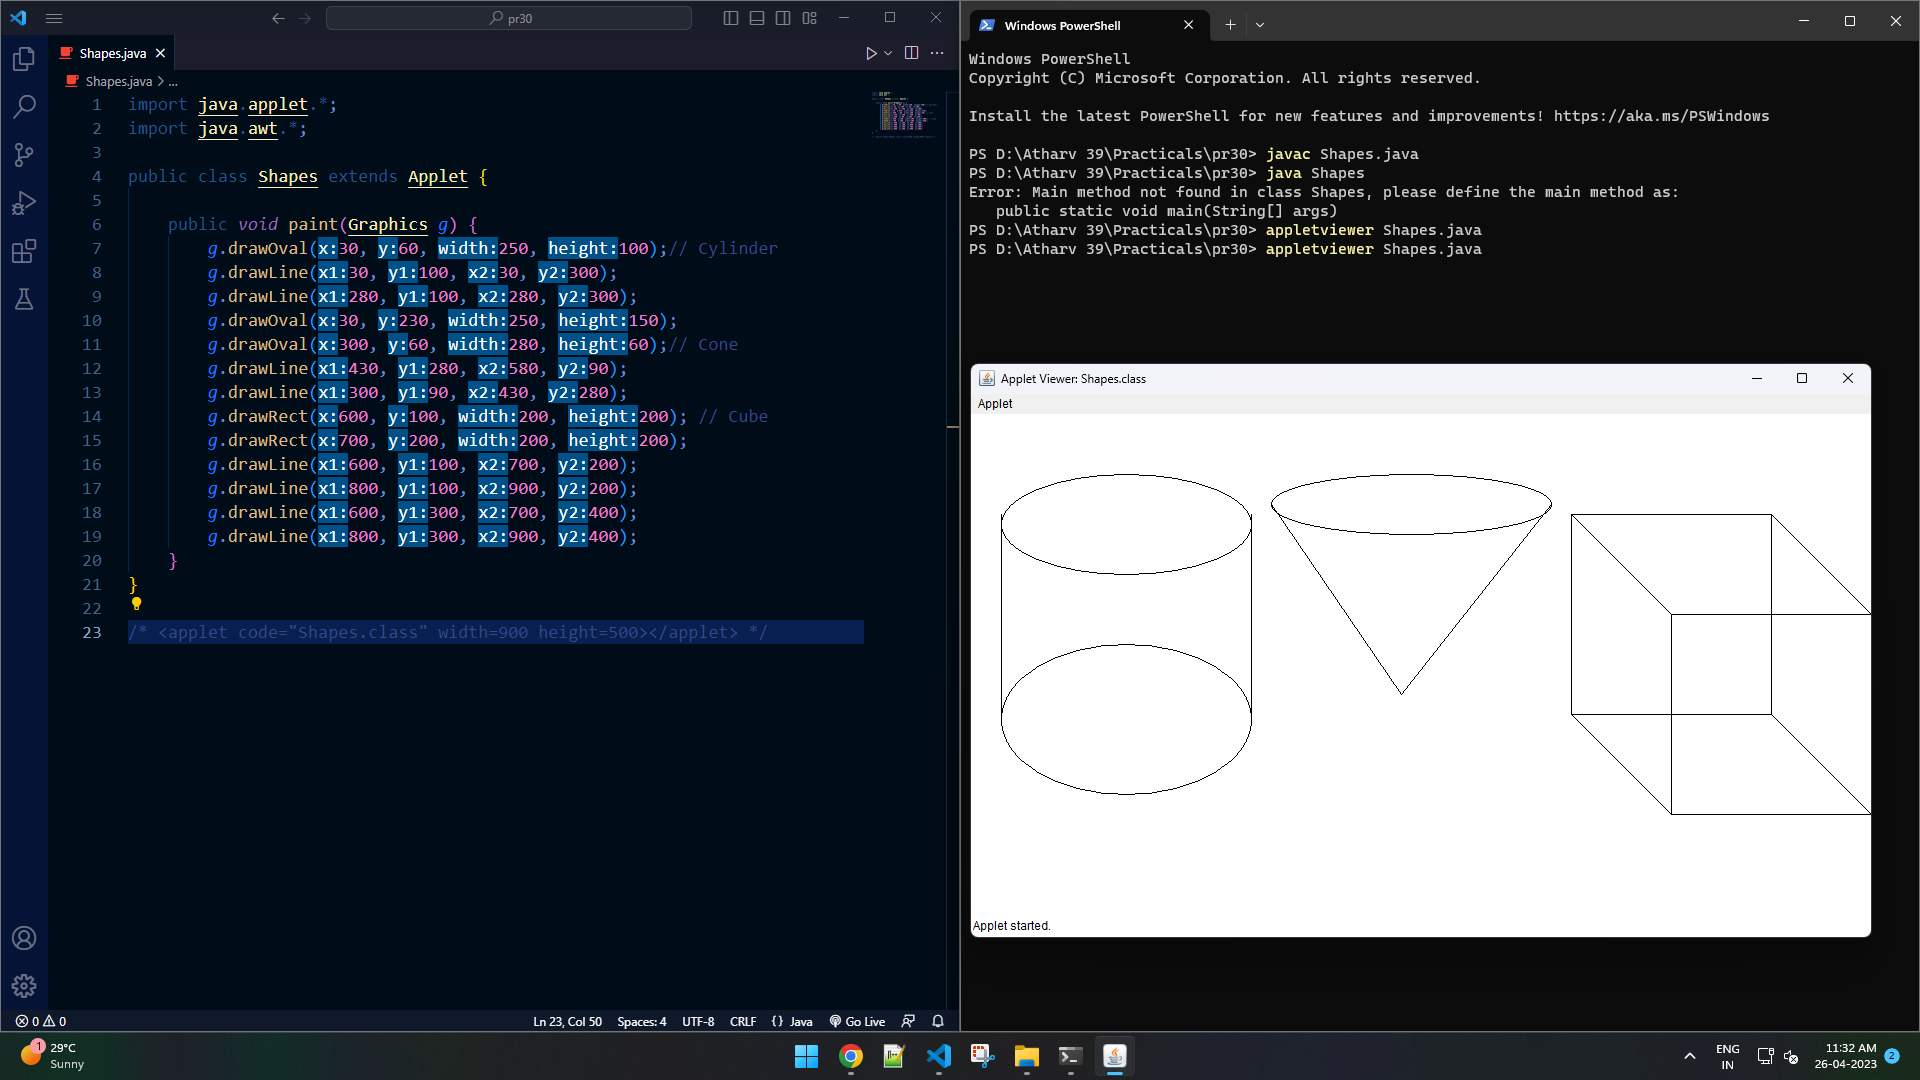 pr30
Shapes.java
Shapes.java > ...
1 import java.applet.*;
2 import java.awt.*;
3
4 public class Shapes extends Applet {
5
6 public void paint(Graphics g) {
7 g.drawOval(x:30, y:60, width:250, height:100);// Cylinder
8 g.drawLine(x1:30, y1:100, x2:30, y2:300);
9 g.drawLine(x1:280, y1:100, x2:280, y2:300);
10 g.drawOval(x:30, y:230, width:250, height:150);
11 g.drawOval(x:300, y:60, width:280, height:60);// Cone
12 g.drawLine(x1:430, y1:280, x2:580, y2:90);
13 g.drawLine(x1:300, y1:90, x2:430, y2:280);
14 g.drawRect(x:600, y:100, width:200, height:200); // Cube
15 g.drawRect(x:700, y:200, width:200, height:200);
16 g.drawLine(x1:600, y1:100, x2:700, y2:200);
17 g.drawLine(x1:800, y1:100, x2:900, y2:200);
18 g.drawLine(x1:600, y1:300, x2:700, y2:400);
19 g.drawLine(x1:800, y1:300, x2:900, y2:400);
20 }
21 }
22
23 /* <applet code="Shapes.class" width=900 height=500></applet> */
0 0
Ln 23, Col 50 Spaces: 4 UTF-8 CRLF {} Java Go Live
Windows PowerShell
Windows PowerShell
Copyright (C) Microsoft Corporation. All rights reserved.
Install the latest PowerShell for new features and improvements! https://aka.ms/PSWindows
PS D:\Atharv 39\Practicals\pr30> javac Shapes.java
PS D:\Atharv 39\Practicals\pr30> java Shapes
Error: Main method not found in class Shapes, please define the main method as:
public static void main(String[] args)
PS D:\Atharv 39\Practicals\pr30> appletviewer Shapes.java
PS D:\Atharv 39\Practicals\pr30> appletviewer Shapes.java
Applet Viewer: Shapes.class
Applet
Applet started.
1
29°C
Sunny
ENG
IN
11:32 AM
26-04-2023
2